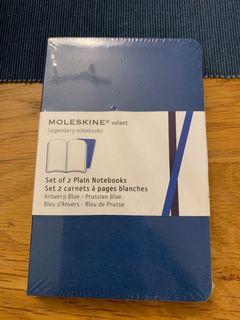 MOLESKINE® volant
Legendary notebooks
Set of 2 Plain Notebooks
Set 2 carnets à pages blanches
Antwerp Blue - Prussian Blue
Bleu d'Anvers - Bleu de Prusse